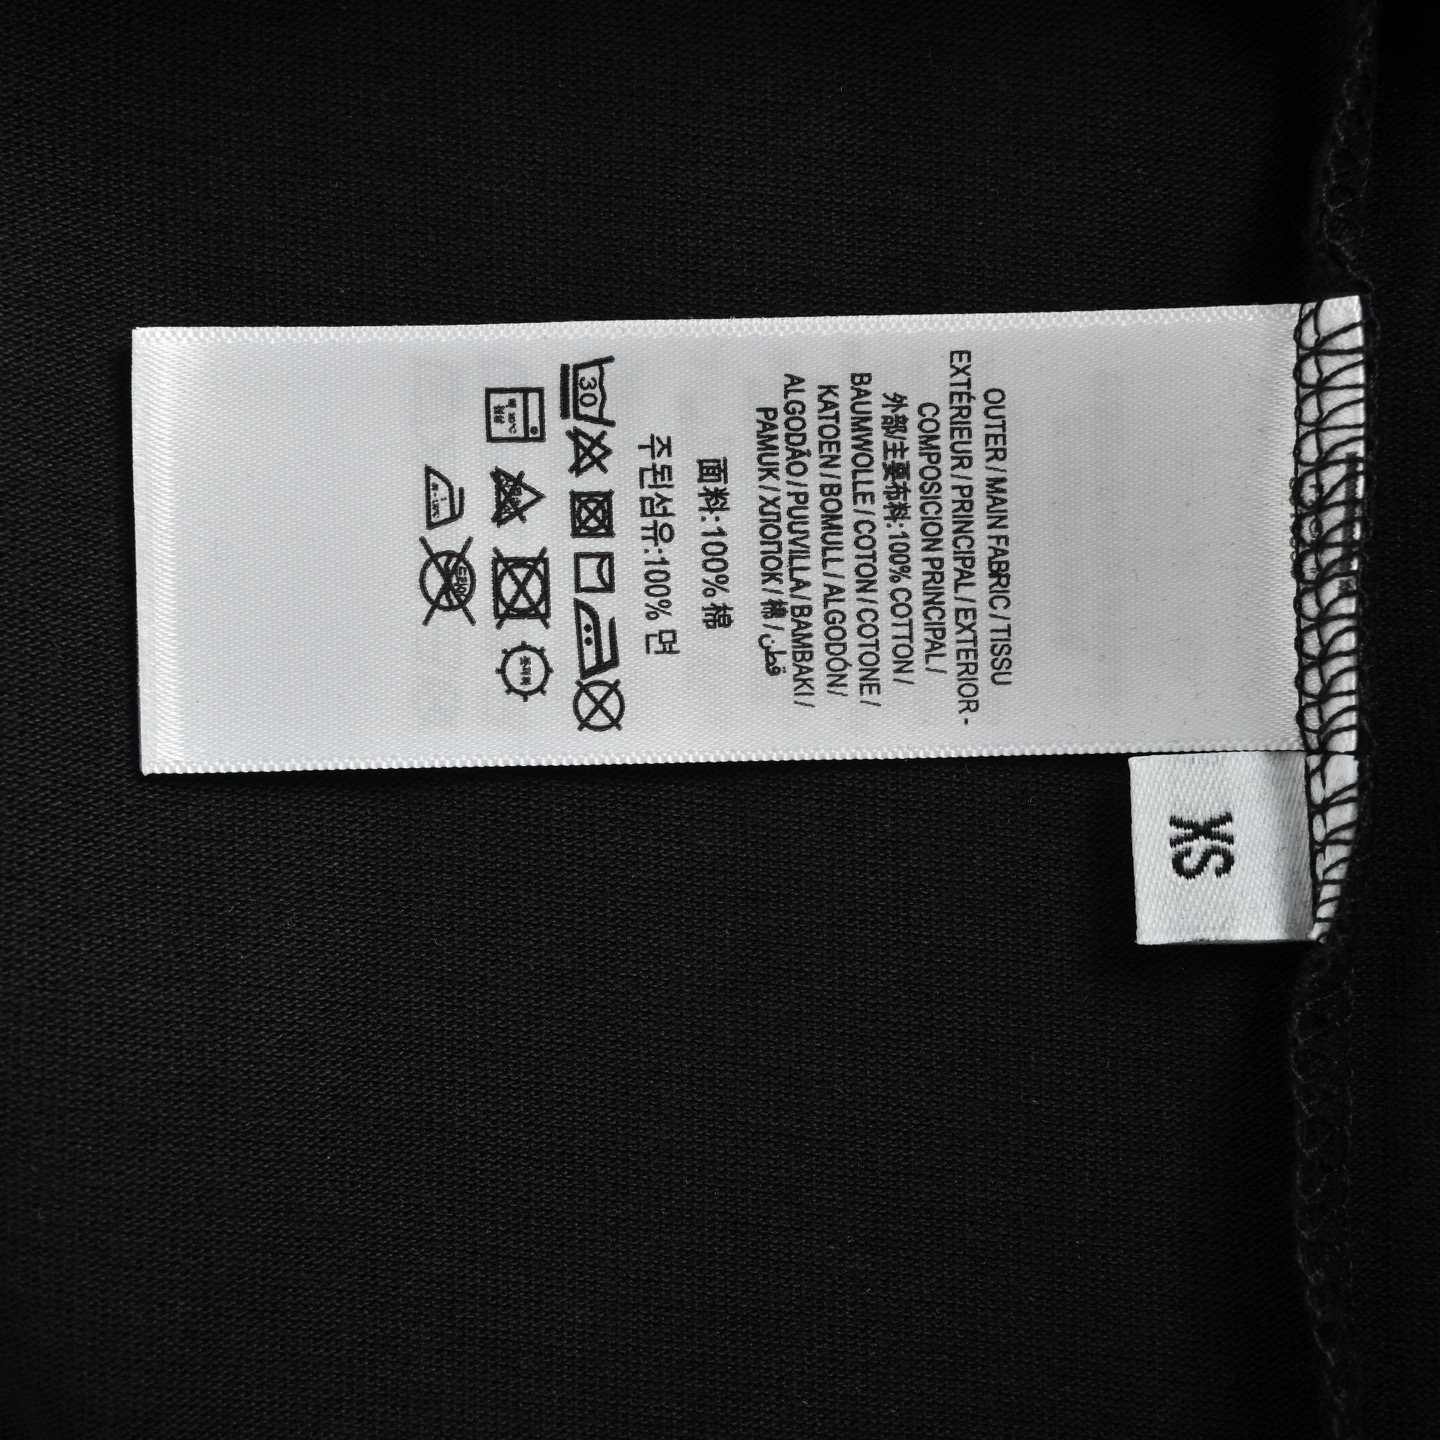 OUTER / MAIN FABRIC / TISSU
EXTÉRIEUR / PRINCIPAL / EXTERIOR -
COMPOSICION PRINCIPAL /
外部/主要布料:100% COTTON /
BAUMWOLLE / COTON / COTONE /
KATOEN / BOMULL / ALGODÓN /
ALGODÃO / PUUVILLA / BAMBAKI /
PAMUK / ХЛОПОК / 棉 / قطن
面料:100% 棉
주된섬유:100% 면
30
XS